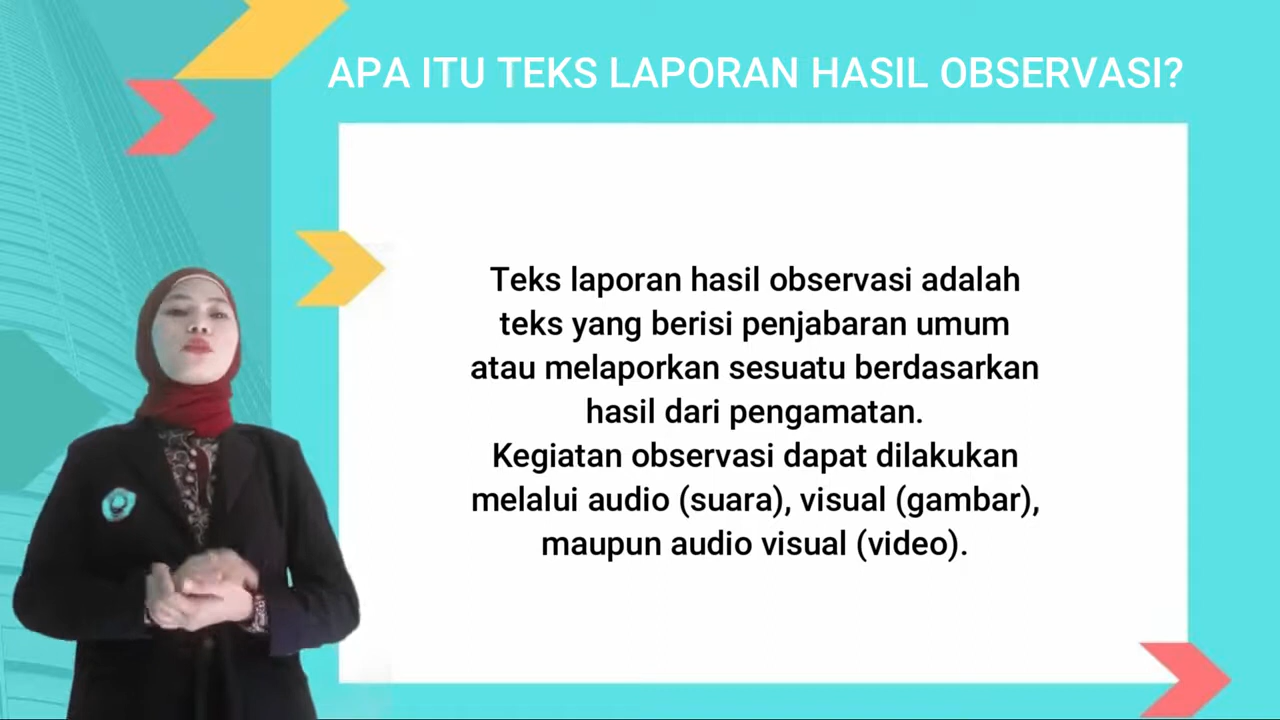 APA ITU TEKS LAPORAN HASIL OBSERVASI?
Teks laporan hasil observasi adalah
teks yang berisi penjabaran umum
atau melaporkan sesuatu berdasarkan
hasil dari pengamatan.
Kegiatan observasi dapat dilakukan
melalui audio (suara), visual (gambar),
maupun audio visual (video).